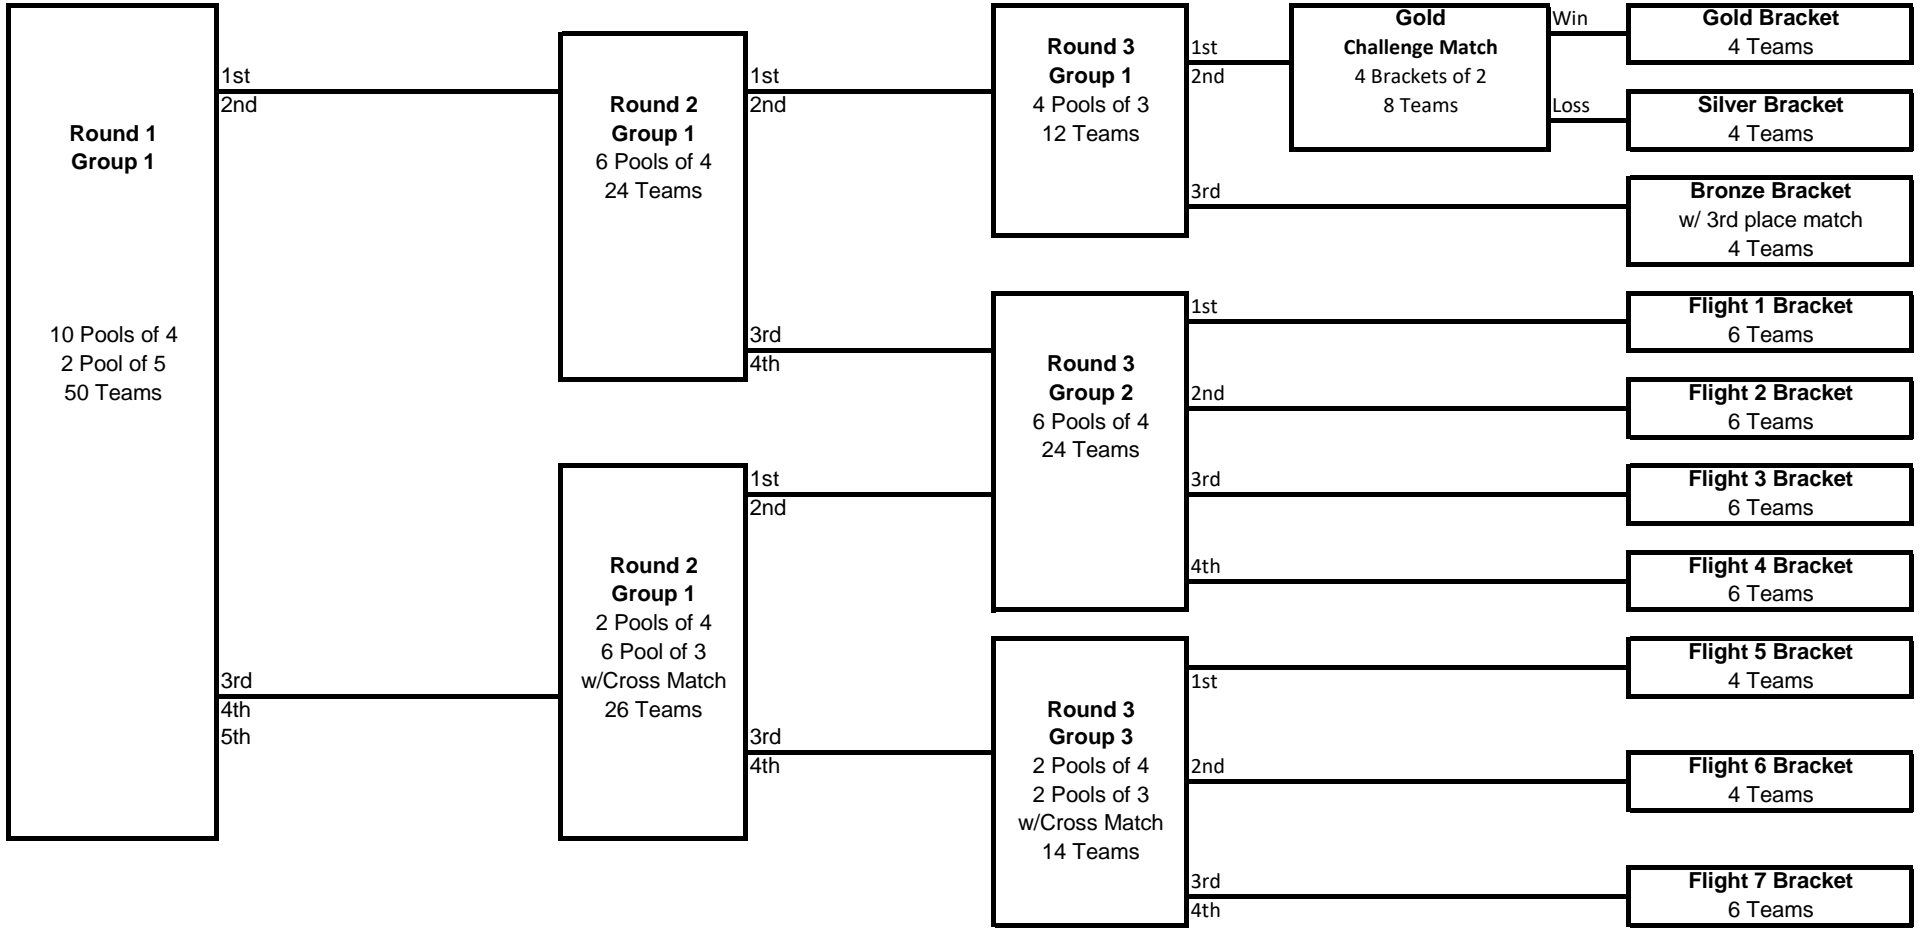 Round 1
Group 1
10 Pools of 4
2 Pool of 5
50 Teams
1st
2nd
3rd
4th
5th
Round 2
Group 1
6 Pools of 4
24 Teams
1st
2nd
3rd
4th
Round 2
Group 1
2 Pools of 4
6 Pool of 3
w/Cross Match
26 Teams
1st
2nd
3rd
4th
Round 3
Group 1
4 Pools of 3
12 Teams
1st
2nd
3rd
Round 3
Group 2
6 Pools of 4
24 Teams
1st
2nd
3rd
4th
Round 3
Group 3
2 Pools of 4
2 Pools of 3
w/Cross Match
14 Teams
1st
2nd
3rd
4th
Gold
Challenge Match
4 Brackets of 2
8 Teams
Win
Loss
Gold Bracket
4 Teams
Silver Bracket
4 Teams
Bronze Bracket
w/ 3rd place match
4 Teams
Flight 1 Bracket
6 Teams
Flight 2 Bracket
6 Teams
Flight 3 Bracket
6 Teams
Flight 4 Bracket
6 Teams
Flight 5 Bracket
4 Teams
Flight 6 Bracket
4 Teams
Flight 7 Bracket
6 Teams